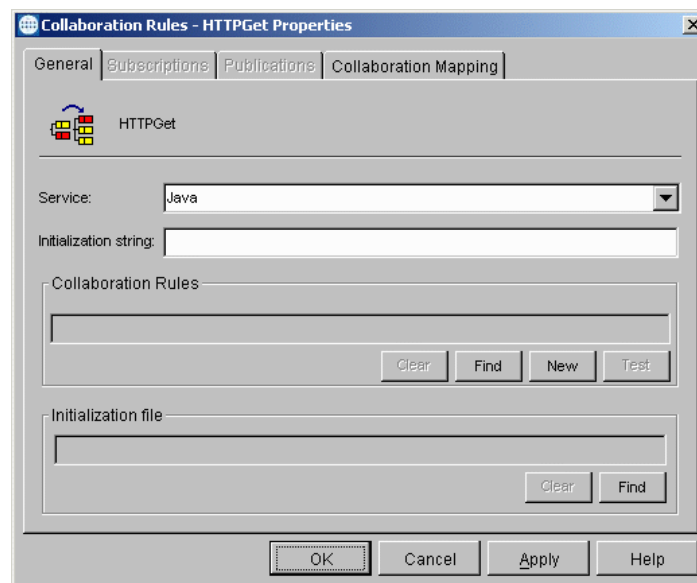 Collaboration Rules - HTTPGet Properties
General Subscriptions Publications Collaboration Mapping
HTTPGet
Service: Java
Initialization string:
Collaboration Rules
Clear Find New Test
Initialization file
Clear Find
OK Cancel Apply Help